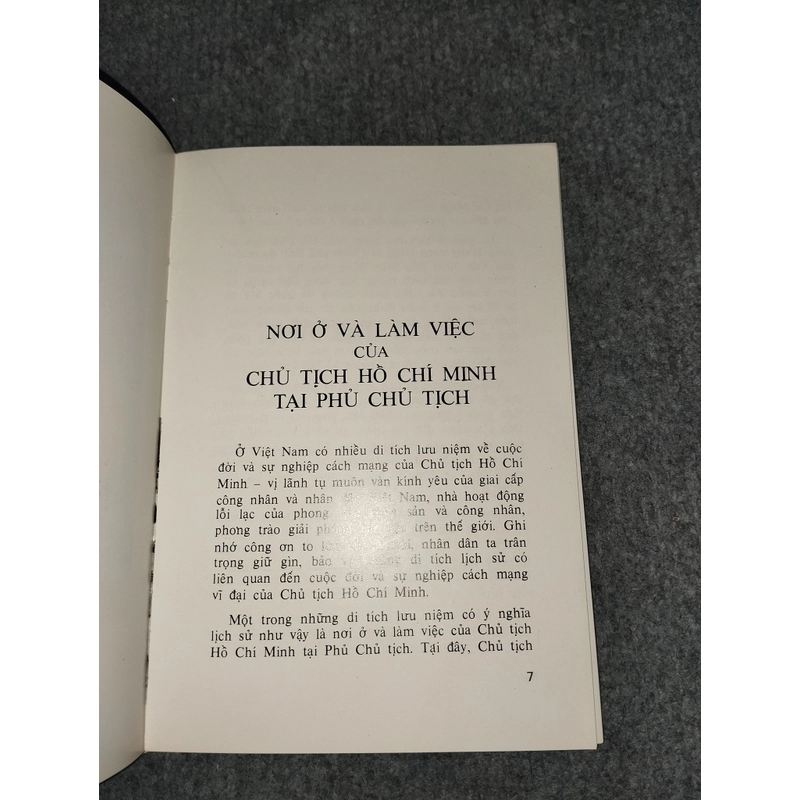 NƠI Ở VÀ LÀM VIỆC
CỦA
CHỦ TỊCH HỒ CHÍ MINH
TẠI PHỦ CHỦ TỊCH
Ở Việt Nam có nhiều di tích lưu niệm về cuộc
đời và sự nghiệp cách mạng của Chủ tịch Hồ Chí
Minh – vị lãnh tụ muôn vàn kính yêu của giai cấp
công nhân và nhân Nam, nhà hoạt động
lỗi lạc của phong sản và công nhân,
phong trào giải trên thế giới. Ghi
nhớ công ơn to nhân dân ta trân
trọng giữ gìn, di tích lịch sử có
liên quan đến cuộc đời và sự nghiệp cách mạng
vĩ đại của Chủ tịch Hồ Chí Minh.
Một trong những di tích lưu niệm có ý nghĩa
lịch sử như vậy là nơi ở và làm việc của Chủ tịch
Hồ Chí Minh tại Phủ Chủ tịch. Tại đây, Chủ tịch
7